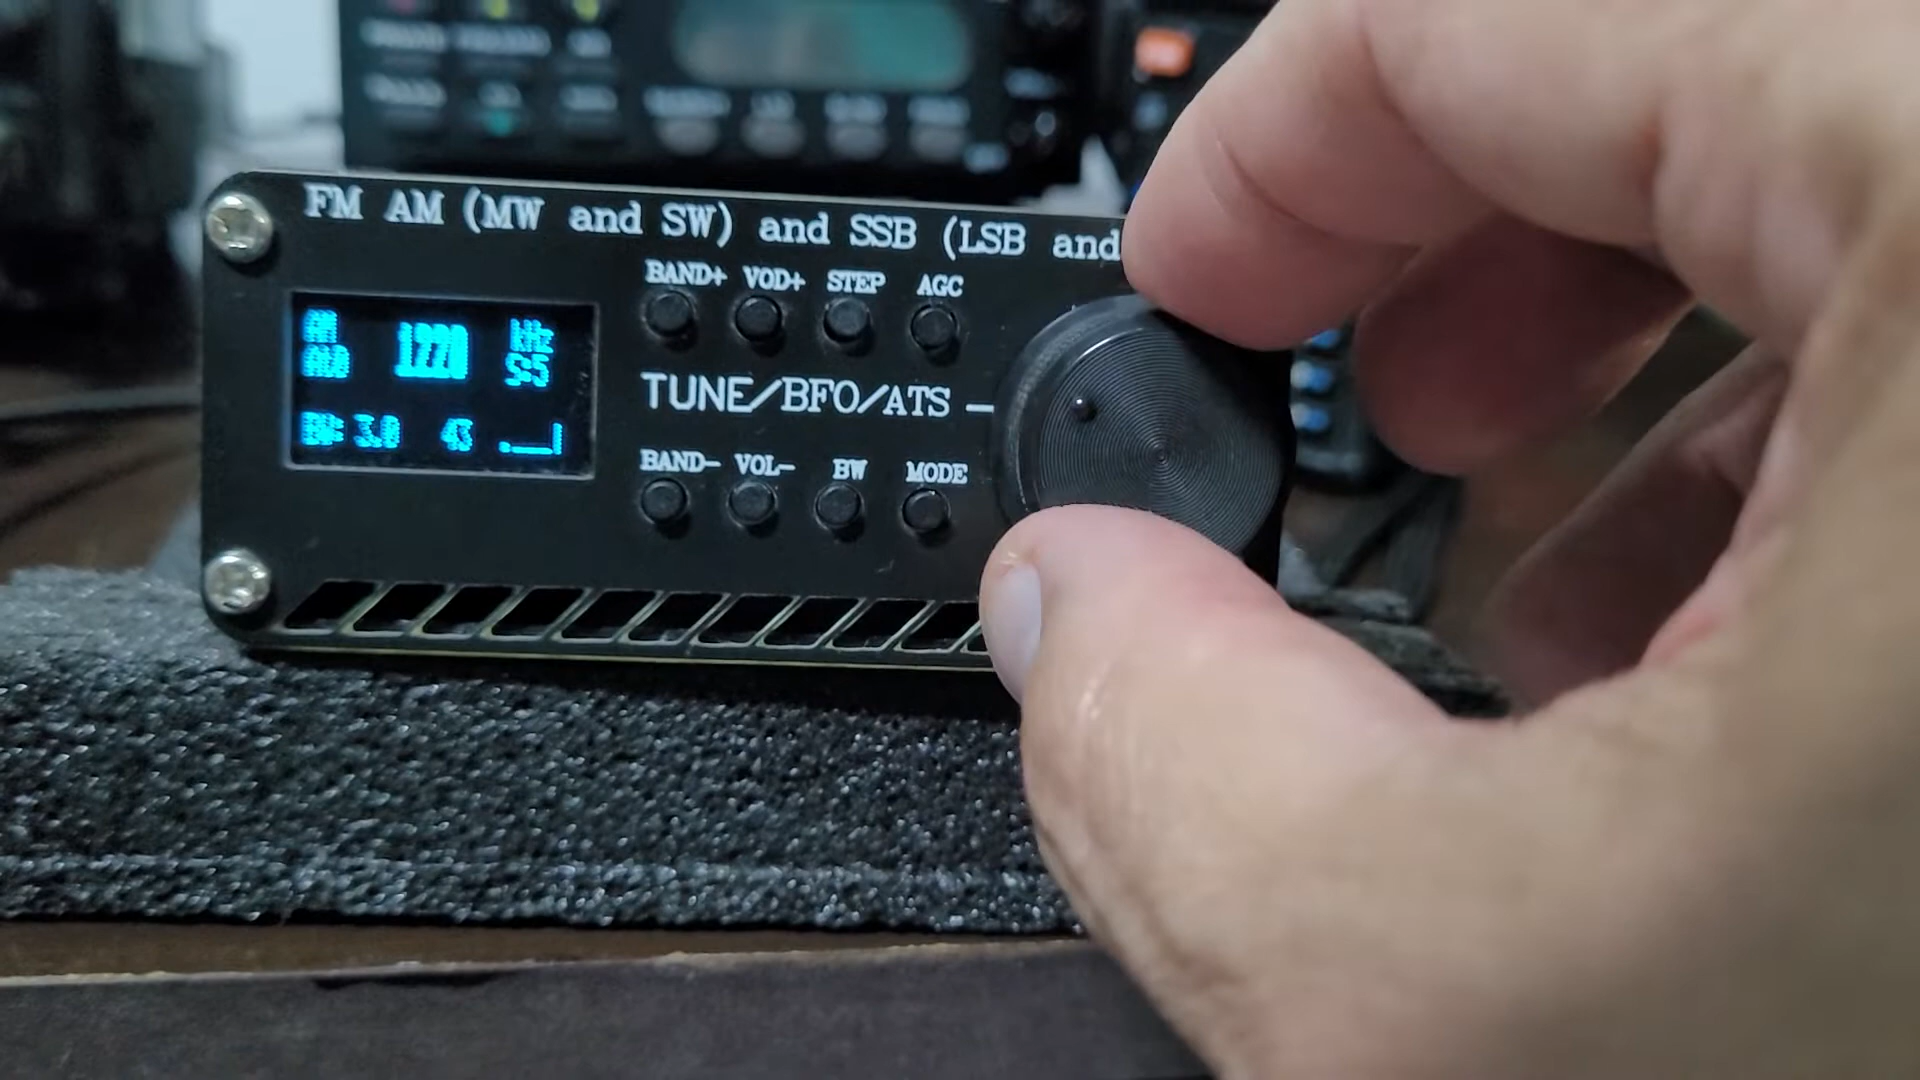 FM AM (MW and SW) and SSB (LSB and
BAND+ VOD+ STEP AGC
AM kHz
S5
TUNE/BFO/ATS
BW: 3.0 43
BAND- VOL- BW MODE